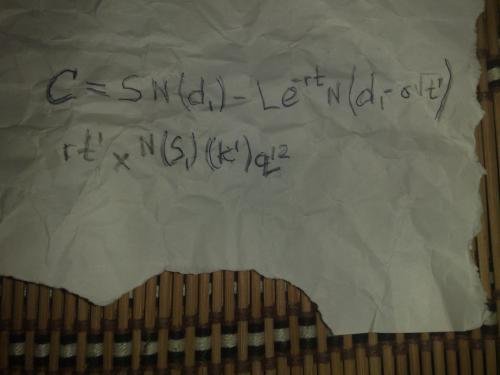 C = S N(d₁) - Le^-rt N(d₁-σ√t')
rt' x N(S₁)(k')q'²